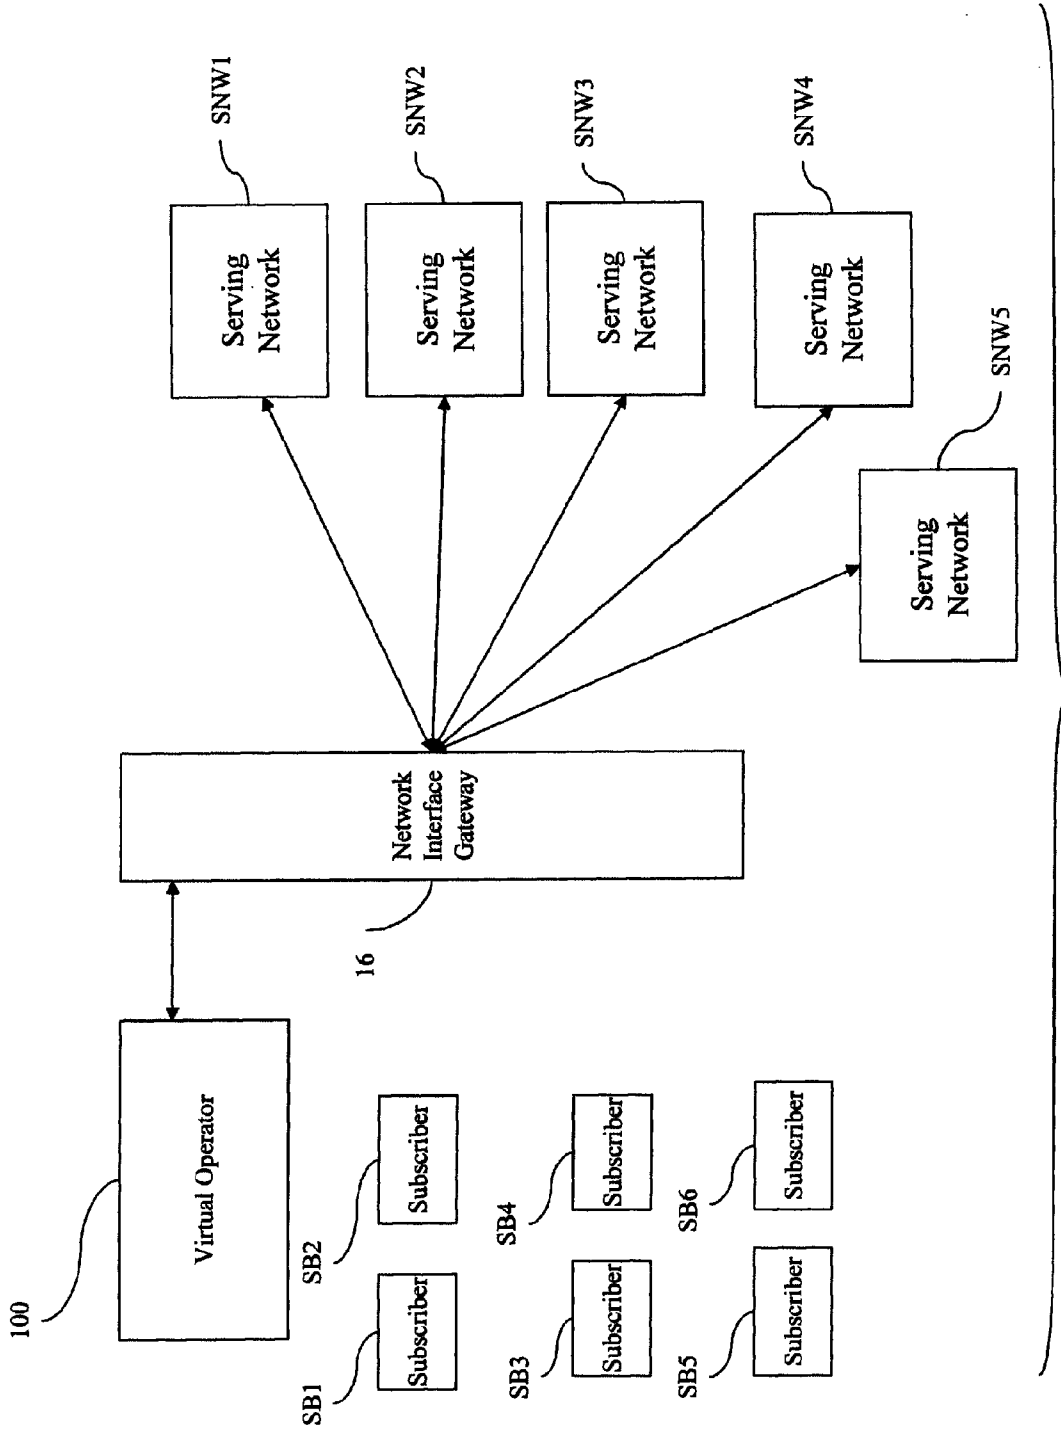 100
Virtual Operator
SB1
Subscriber
SB2
Subscriber
SB3
Subscriber
SB4
Subscriber
SB5
Subscriber
SB6
Subscriber
16
Network
Interface
Gateway
Serving
Network
SNW1
Serving
Network
SNW2
Serving
Network
SNW3
Serving
Network
SNW4
Serving
Network
SNW5